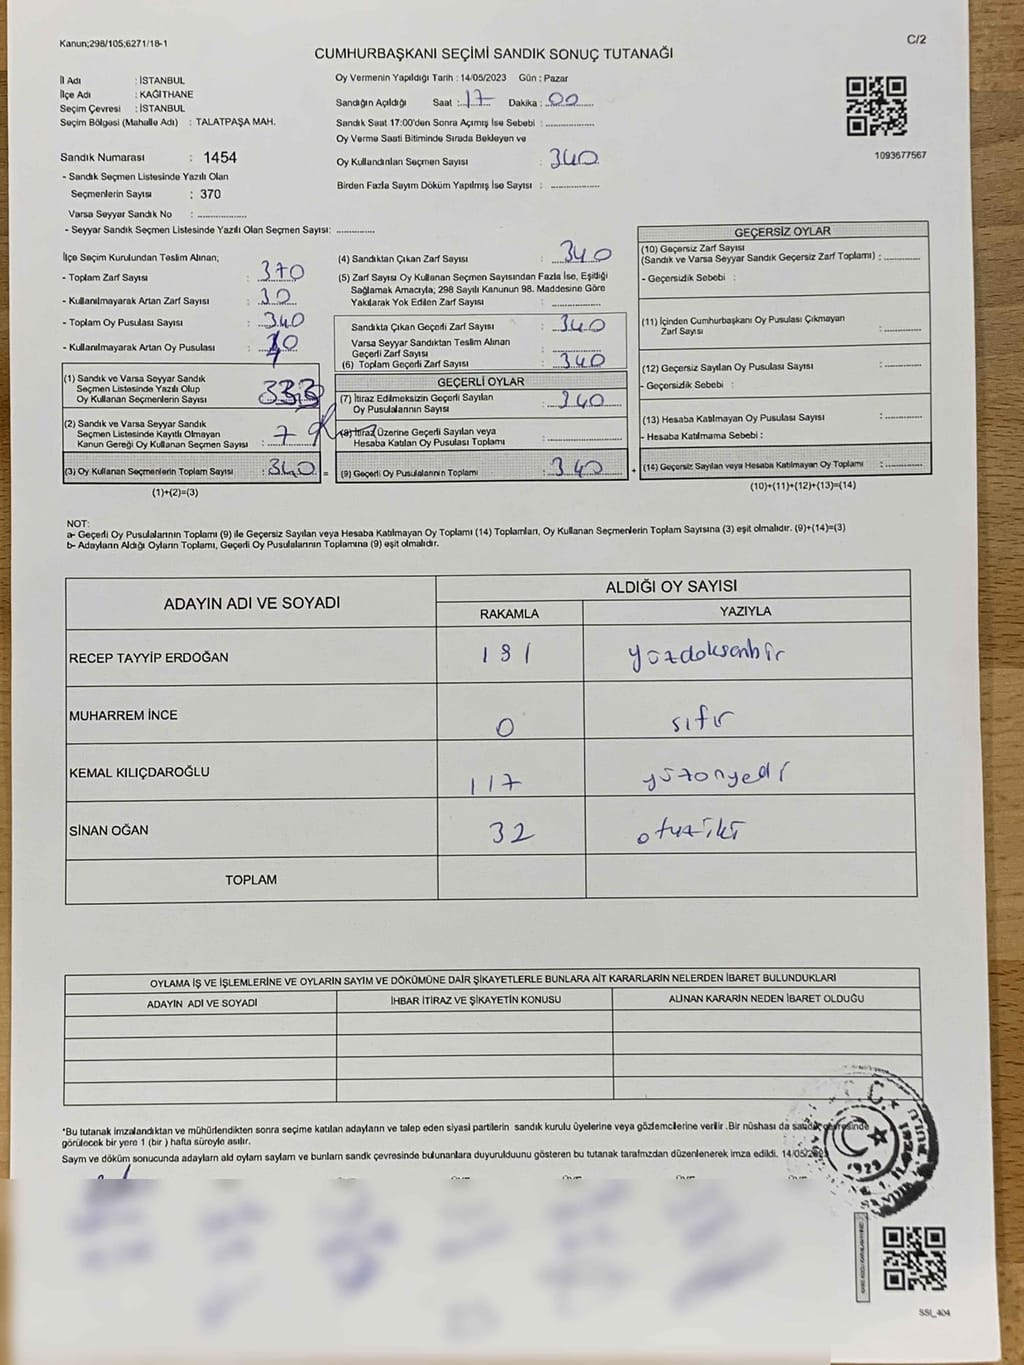 Kanun;298/105;6271/18-1
C/2
CUMHURBAŞKANI SEÇİMİ SANDIK SONUÇ TUTANAĞI
İl Adı : İSTANBUL
İlçe Adı : KAĞITHANE
Seçim Çevresi : İSTANBUL
Seçim Bölgesi (Mahalle Adı) : TALATPAŞA MAH.
Sandık Numarası : 1454
- Sandık Seçmen Listesinde Yazılı Olan
Seçmenlerin Sayısı : 370
Varsa Seyyar Sandık No : ...............
- Seyyar Sandık Seçmen Listesinde Yazılı Olan Seçmen Sayısı: ............
Oy Vermenin Yapıldığı Tarih : 14/05/2023 Gün : Pazar
Sandığın Açıldığı Saat : 17 Dakika : 00
Sandık Saat 17:00'den Sonra Açımış İse Sebebi : ...............
Oy Verme Saati Bitiminde Sırada Bekleyen ve
Oy Kullandırılan Seçmen Sayısı : 340
Birden Fazla Sayım Döküm Yapılmış İse Sayısı : ...............
1093677567
İlçe Seçim Kurulundan Teslim Alınan;
- Toplam Zarf Sayısı : 370
- Kullanılmayarak Artan Zarf Sayısı : 30
- Toplam Oy Pusulası Sayısı : 340
- Kullanılmayarak Artan Oy Pusulası :
(1) Sandık ve Varsa Seyyar Sandık
Seçmen Listesinde Yazılı Olup
Oy Kullanan Seçmenlerin Sayısı : 333
(2) Sandık ve Varsa Seyyar Sandık
Seçmen Listesinde Kayıtlı Olmayan
Kanun Gereği Oy Kullanan Seçmen Sayısı : 7
(3) Oy Kullanan Seçmenlerin Toplam Sayısı : 340 =
(1)+(2)=(3)
(4) Sandıktan Çıkan Zarf Sayısı : 340
(5) Zarf Sayısı Oy Kullanan Seçmen Sayısından Fazla İse, Eşitliği
Sağlamak Amacıyla; 298 Sayılı Kanunun 98. Maddesine Göre
Yakılarak Yok Edilen Zarf Sayısı : ...............
Sandıkta Çıkan Geçerli Zarf Sayısı : 340
Varsa Seyyar Sandıktan Teslim Alınan
Geçerli Zarf Sayısı : ...............
(6) Toplam Geçerli Zarf Sayısı : 340
GEÇERLİ OYLAR
(7) İtiraz Edilmeksizin Geçerli Sayılan
Oy Pusulalarının Sayısı : 340
(8) İtiraz Üzerine Geçerli Sayılan veya
Hesaba Katılan Oy Pusulası Toplamı : ...............
(9) Geçerli Oy Pusulalarının Toplamı : 340 +
GEÇERSİZ OYLAR
(10) Geçersiz Zarf Sayısı
(Sandık ve Varsa Seyyar Sandık Geçersiz Zarf Toplamı) : ............
- Geçersizlik Sebebi :
(11) İçinden Cumhurbaşkanı Oy Pusulası Çıkmayan
Zarf Sayısı : ............
(12) Geçersiz Sayılan Oy Pusulası Sayısı : ............
- Geçersizlik Sebebi :
(13) Hesaba Katılmayan Oy Pusulası Sayısı : ............
- Hesaba Katılmama Sebebi :
(14) Geçersiz Sayılan veya Hesaba Katılmayan Oy Toplamı : ............
(10)+(11)+(12)+(13)=(14)
NOT:
a- Geçerli Oy Pusulalarının Toplamı (9) ile Geçersiz Sayılan veya Hesaba Katılmayan Oy Toplamı (14) Toplamları, Oy Kullanan Seçmenlerin Toplam Sayısına (3) eşit olmalıdır. (9)+(14)=(3)
b- Adayların Aldığı Oyların Toplamı, Geçerli Oy Pusulalarının Toplamına (9) eşit olmalıdır.
ADAYIN ADI VE SOYADI
ALDIĞI OY SAYISI
RAKAMLA YAZIYLA
RECEP TAYYİP ERDOĞAN 191 yüzdoksanbir
MUHARREM İNCE 0 sıfır
KEMAL KILIÇDAROĞLU 117 yüzonyedi
SİNAN OĞAN 32 otuziki
TOPLAM
OYLAMA İŞ VE İŞLEMLERİNE VE OYLARIN SAYIM VE DÖKÜMÜNE DAİR ŞİKAYETLERLE BUNLARA AİT KARARLARIN NELERDEN İBARET BULUNDUKLARI
ADAYIN ADI VE SOYADI İHBAR İTİRAZ VE ŞİKAYETİN KONUSU ALINAN KARARIN NEDEN İBARET OLDUĞU
*Bu tutanak imzalandıktan ve mühürlendikten sonra seçime katılan adayların ve talep eden siyasi partilerin sandık kurulu üyelerine veya gözlemcilerine verilir .Bir nüshası da sandık çevresinde
görülecek bir yere 1 (bir ) hafta süreyle asılır.
Sayım ve döküm sonucunda adayların ald oyların sayıların ve bunların sandk çevresinde bulunanlara duyurulduunu gösteren bu tutanak tarafmzdan düzenlenerek imza edildi. 14/05/2023
T.C.
1929
SSI_404